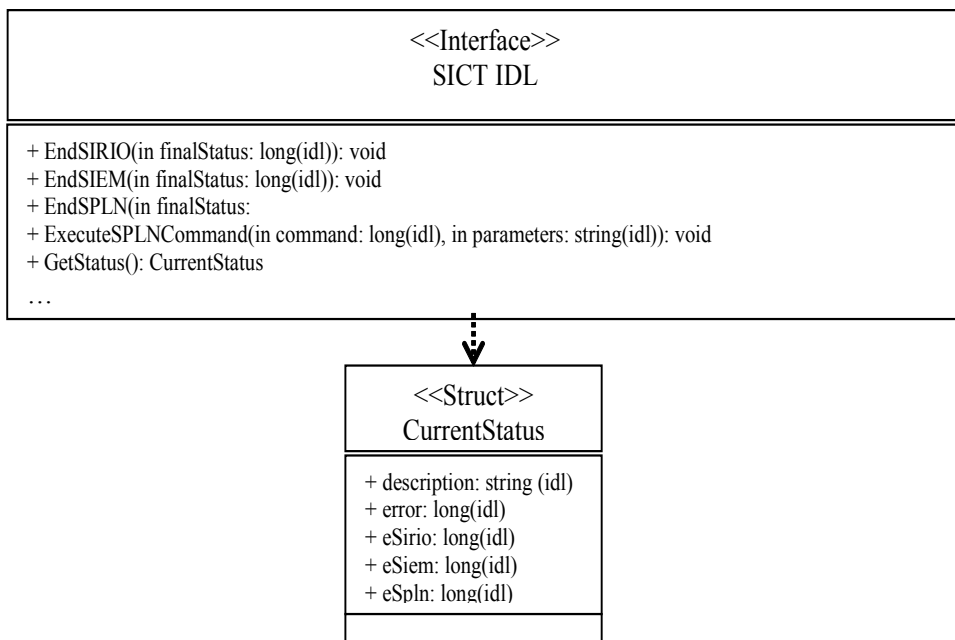 <<Interface>>
SICT IDL
+ EndSIRIO(in finalStatus: long(idl)): void
+ EndSIEM(in finalStatus: long(idl)): void
+ EndSPLN(in finalStatus:
+ ExecuteSPLNCommand(in command: long(idl), in parameters: string(idl)): void
+ GetStatus(): CurrentStatus
…
<<Struct>>
CurrentStatus
+ description: string (idl)
+ error: long(idl)
+ eSirio: long(idl)
+ eSiem: long(idl)
+ eSpln: long(idl)